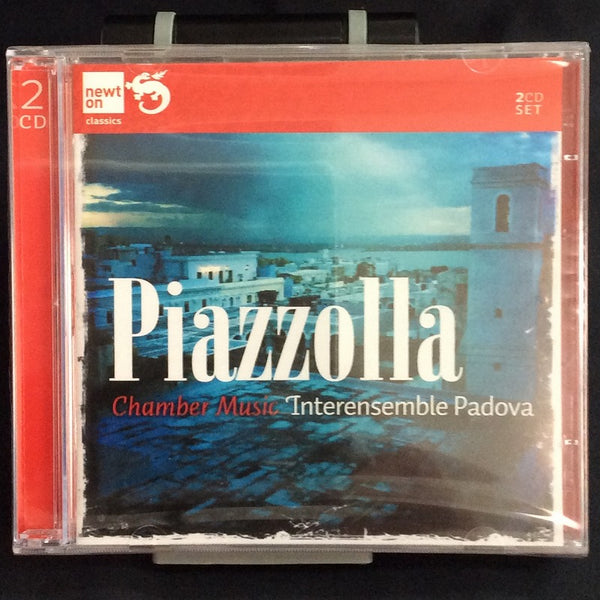 2
CD
newt
on
classics
2CD
SET
Piazzolla
Chamber Music Interensemble Padova